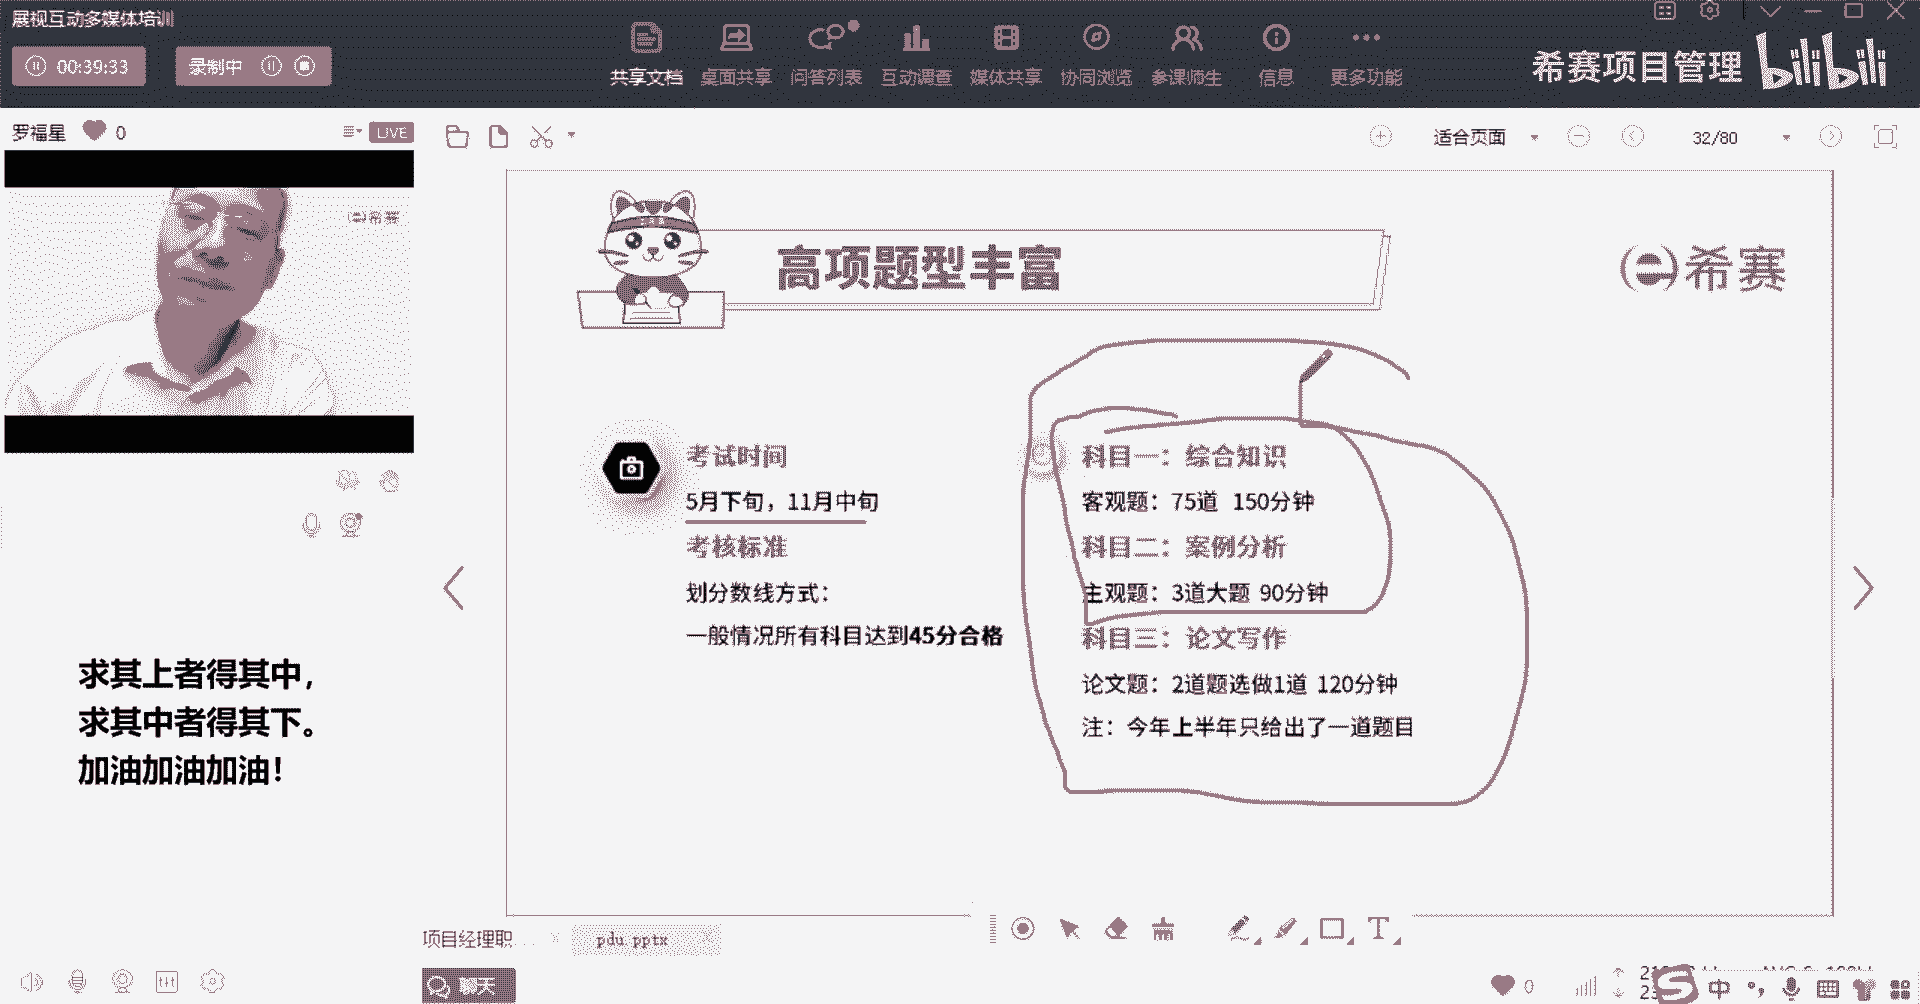 展视互动多媒体培训
00:39:33
录制中
共享文档
桌面共享
问答列表
互动调查
媒体共享
协同浏览
参课师生
信息
更多功能
希赛项目管理
bilibili
罗福星
0
LIVE
适合页面
32/80
希赛
高项题型丰富
希赛
考试时间
5月下旬，11月中旬
考核标准
划分数线方式：
一般情况所有科目达到45分合格
科目一：综合知识
客观题：75道 150分钟
科目二：案例分析
主观题：3道大题 90分钟
科目三：论文写作
论文题：2道题选做1道 120分钟
注：今年上半年只给出了一道题目
求其上者得其中，
求其中者得其下。
加油加油加油！
项目经理职...
pdu.pptx
聊天
0
中